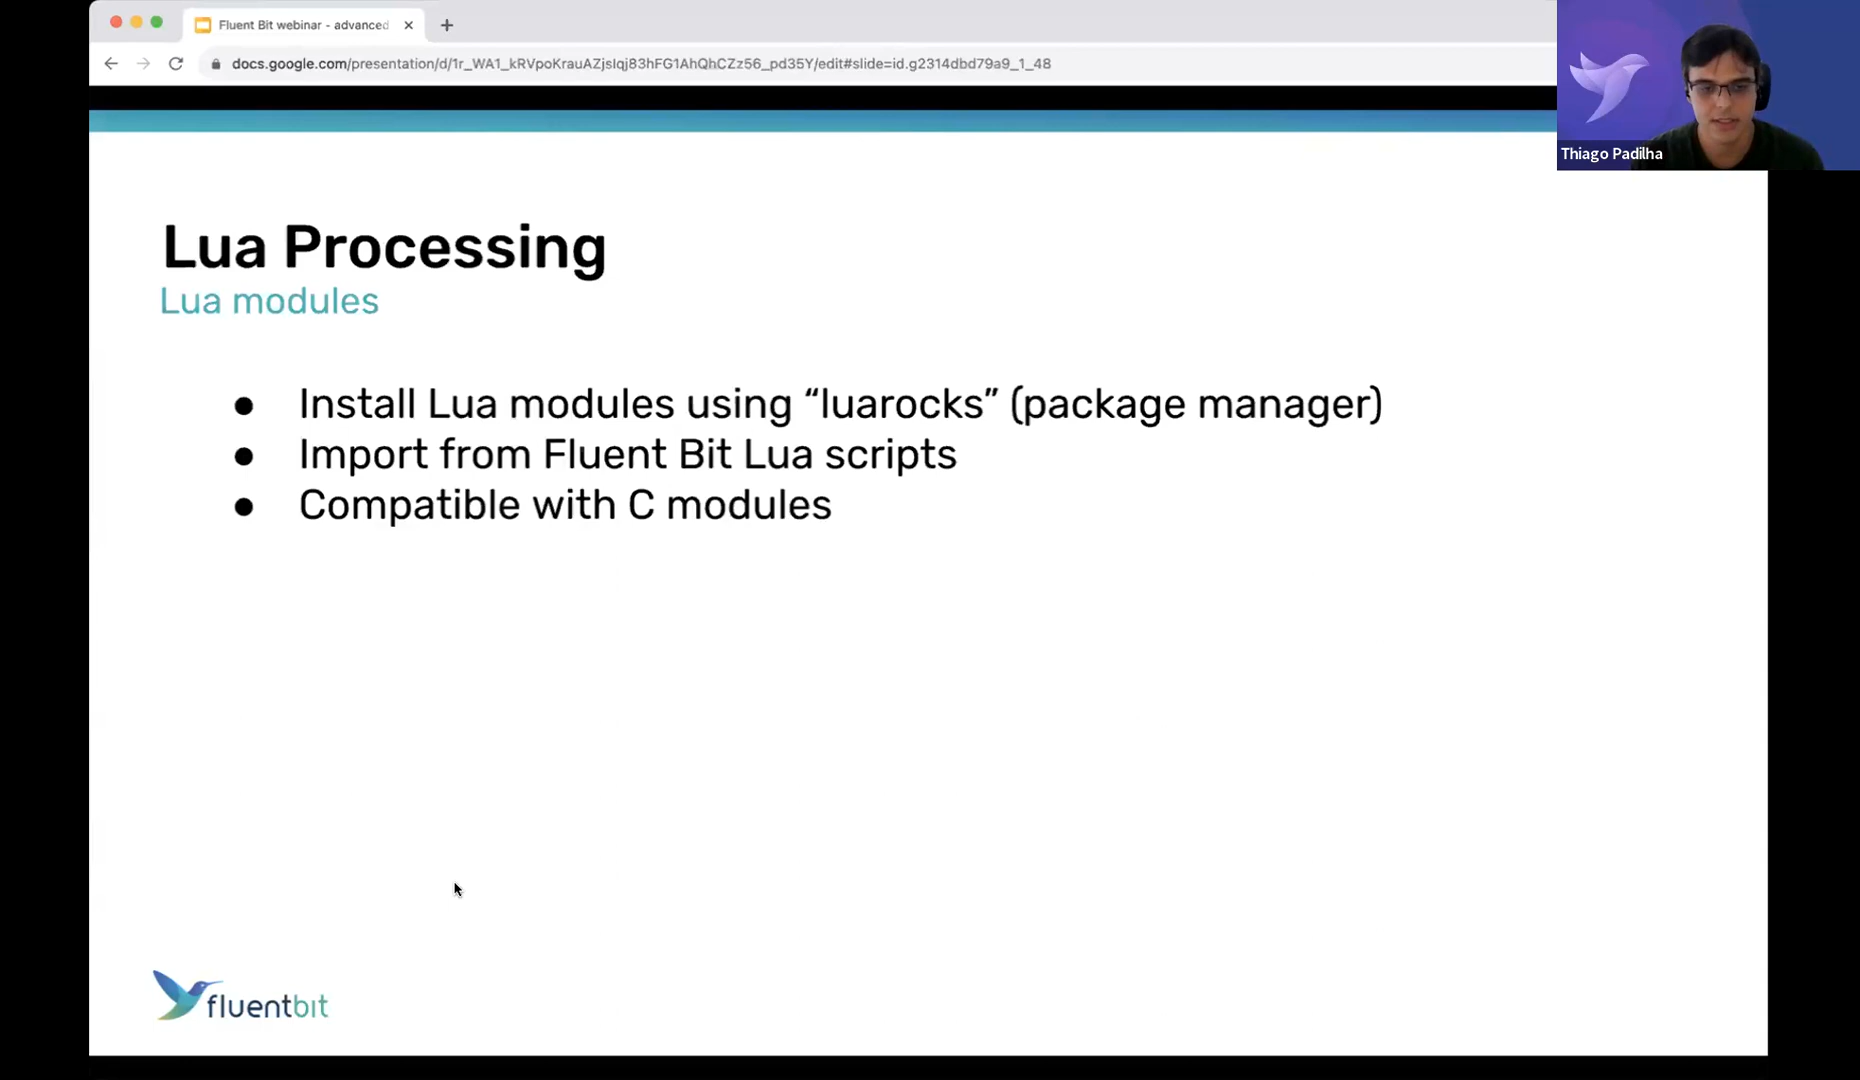 Fluent Bit webinar - advanced
docs.google.com/presentation/d/1r_WA1_kRVpoKrauAZjsIqj83hFG1AhQhCZz56_pd35Y/edit#slide=id.g2314dbd79a9_1_48
Thiago Padilha
Lua Processing
Lua modules
● Install Lua modules using “luarocks” (package manager)
● Import from Fluent Bit Lua scripts
● Compatible with C modules
fluentbit